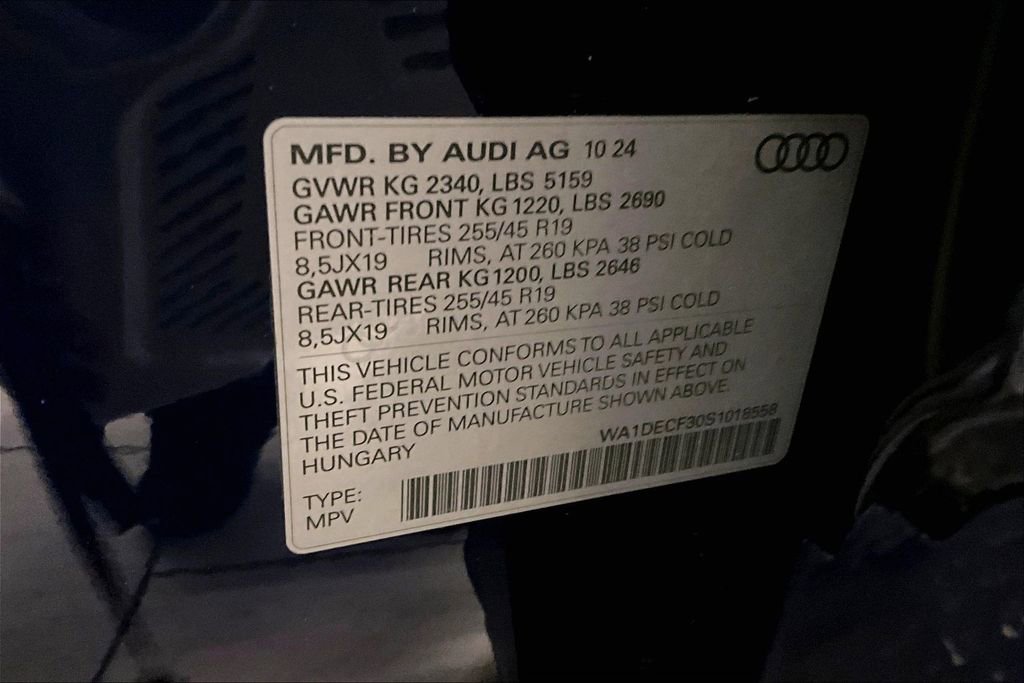 MFD. BY AUDI AG 10 24
GVWR KG 2340, LBS 5159
GAWR FRONT KG 1220, LBS 2690
FRONT-TIRES 255/45 R19
8,5JX19 RIMS, AT 260 KPA 38 PSI COLD
GAWR REAR KG 1200, LBS 2646
REAR-TIRES 255/45 R19
8,5JX19 RIMS, AT 260 KPA 38 PSI COLD
THIS VEHICLE CONFORMS TO ALL APPLICABLE
U.S. FEDERAL MOTOR VEHICLE SAFETY AND
THEFT PREVENTION STANDARDS IN EFFECT ON
THE DATE OF MANUFACTURE SHOWN ABOVE.
HUNGARY WA1DECF30S1018558
TYPE:
MPV